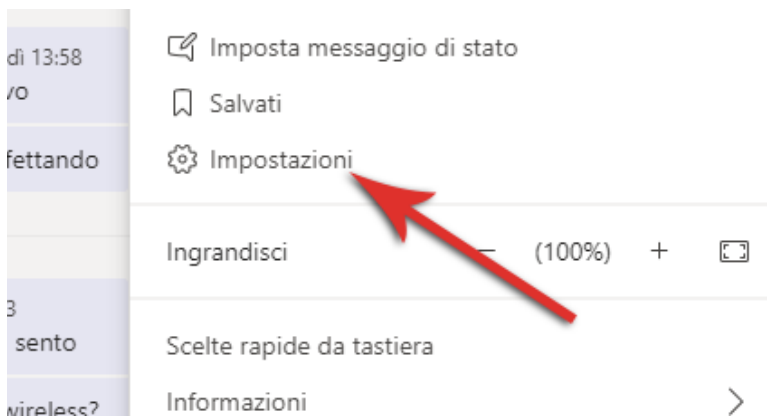 Imposta messaggio di stato
dì 13:58
vo
Salvati
fettando
Impostazioni
Ingrandisci − (100%) +
3
sento
Scelte rapide da tastiera
wireless?
Informazioni